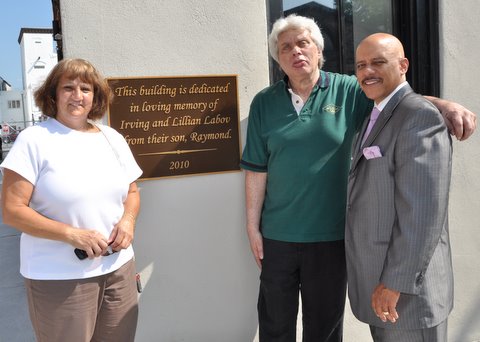 This building is dedicated
in loving memory of
Irving and Lillian Labov
from their son, Raymond.
2010